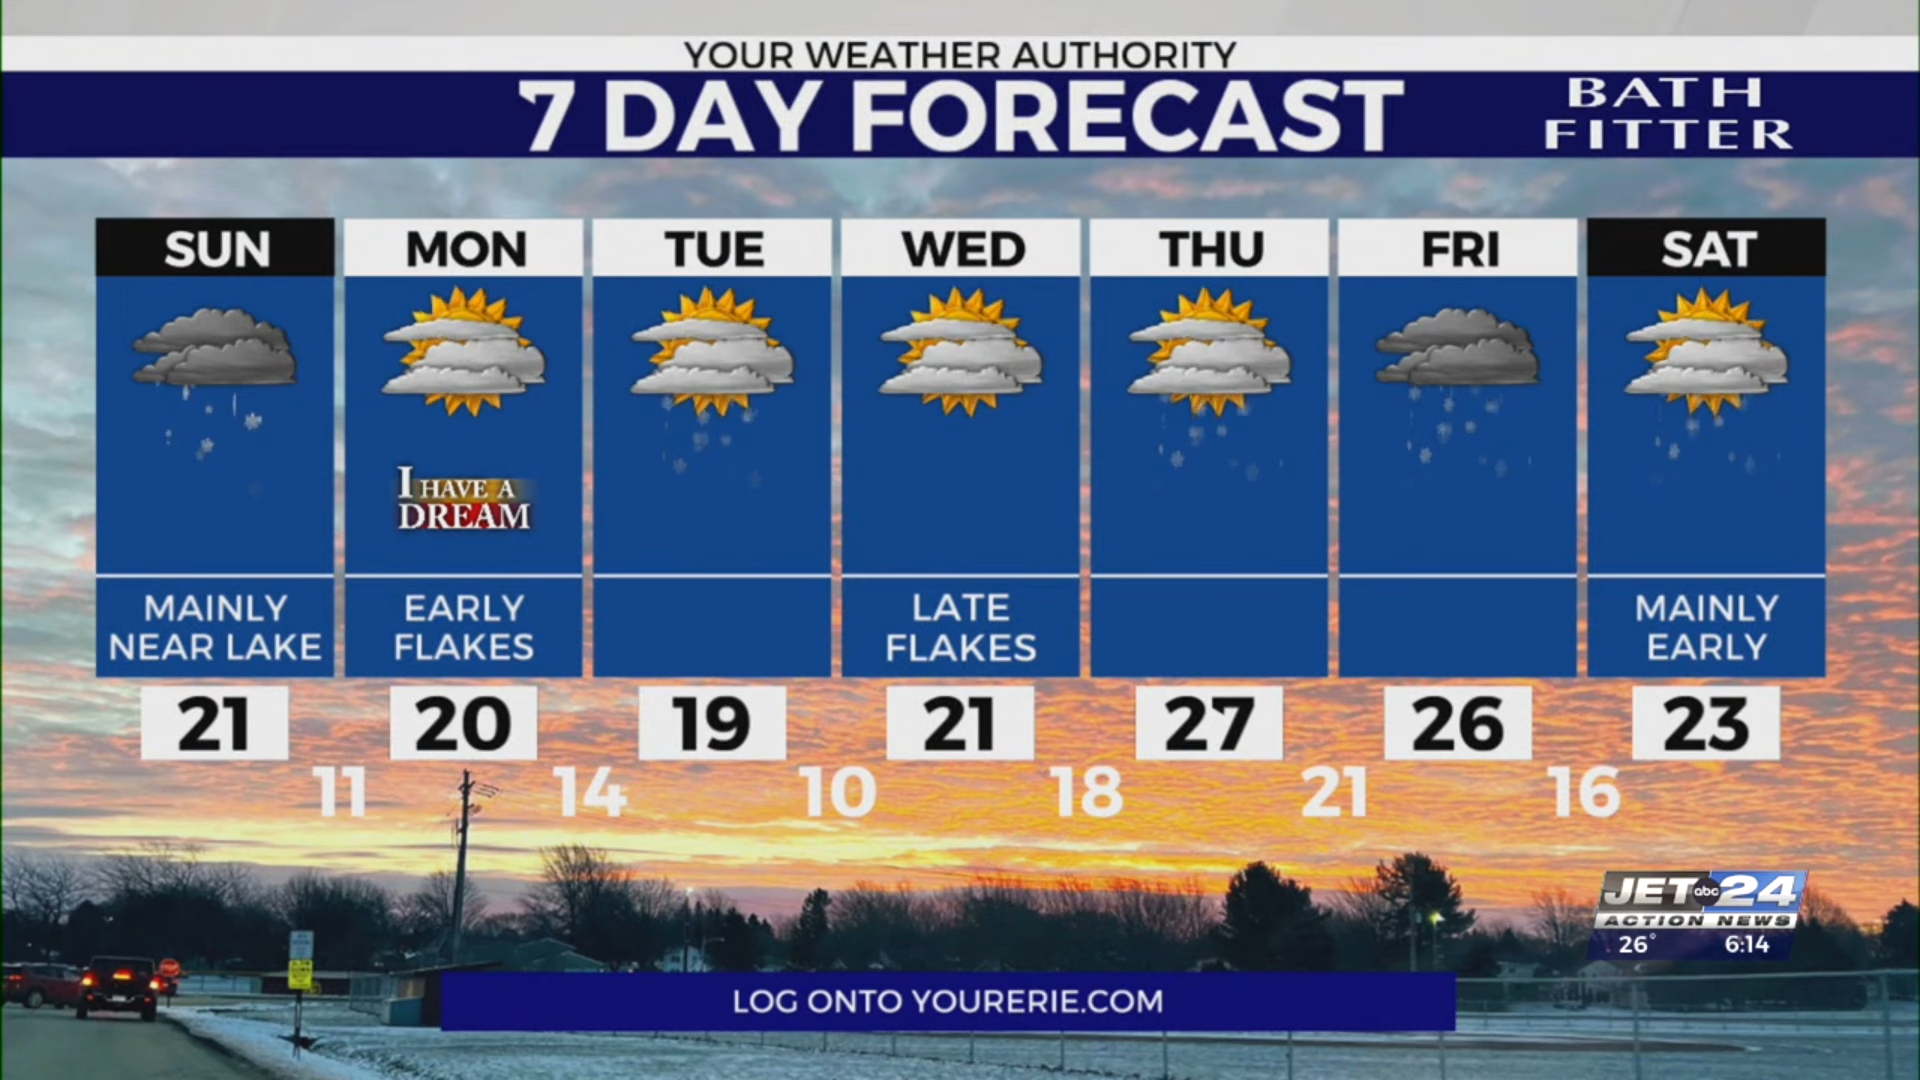 YOUR WEATHER AUTHORITY
7 DAY FORECAST
BATH
FITTER
SUN MON TUE WED THU FRI SAT
I HAVE A
DREAM
MAINLY
NEAR LAKE
EARLY
FLAKES
LATE
FLAKES
MAINLY
EARLY
21 20 19 21 27 26 23
11 14 10 18 21 16
JET abc 24
ACTION NEWS
26° 6:14
LOG ONTO YOURERIE.COM